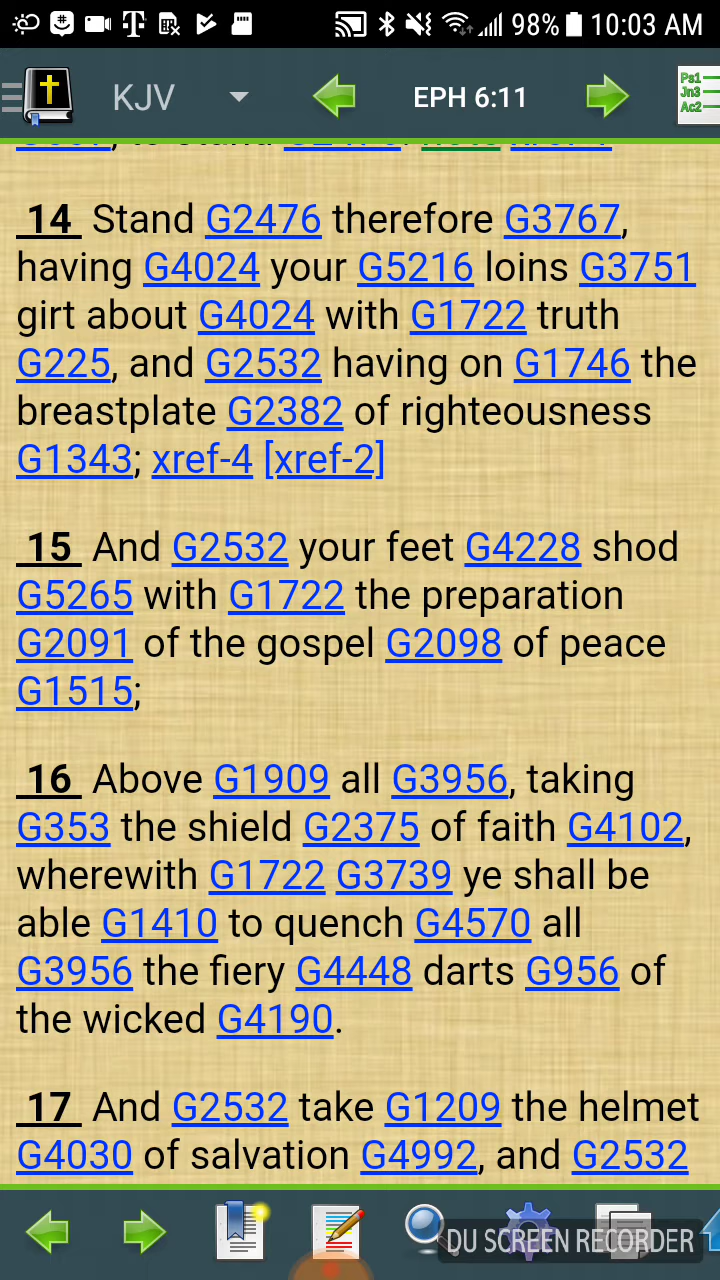 98% 10:03 AM
KJV EPH 6:11
Ps1
Jn3
Ac2
14 Stand G2476 therefore G3767,
having G4024 your G5216 loins G3751
girt about G4024 with G1722 truth
G225, and G2532 having on G1746 the
breastplate G2382 of righteousness
G1343; xref-4 [xref-2]
15 And G2532 your feet G4228 shod
G5265 with G1722 the preparation
G2091 of the gospel G2098 of peace
G1515;
16 Above G1909 all G3956, taking
G353 the shield G2375 of faith G4102,
wherewith G1722 G3739 ye shall be
able G1410 to quench G4570 all
G3956 the fiery G4448 darts G956 of
the wicked G4190.
17 And G2532 take G1209 the helmet
G4030 of salvation G4992, and G2532
DU SCREEN RECORDER